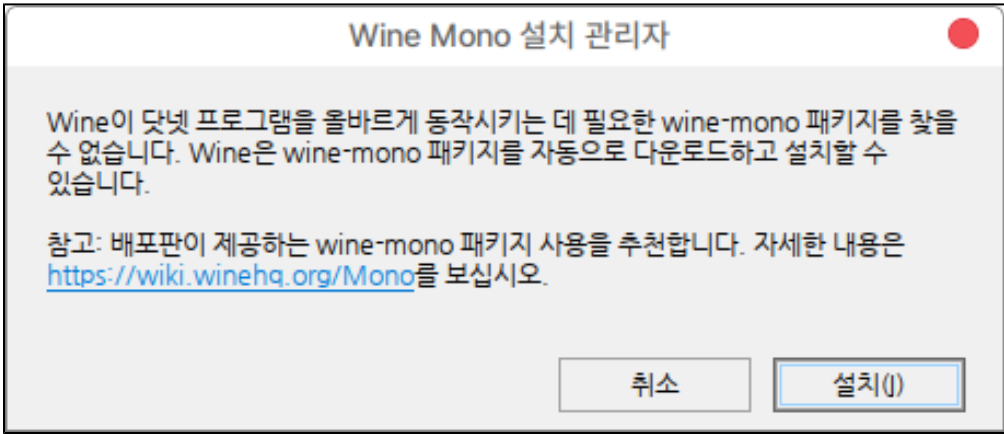 Wine Mono 설치 관리자
Wine이 닷넷 프로그램을 올바르게 동작시키는 데 필요한 wine-mono 패키지를 찾을
수 없습니다. Wine은 wine-mono 패키지를 자동으로 다운로드하고 설치할 수
있습니다.
참고: 배포판이 제공하는 wine-mono 패키지 사용을 추천합니다. 자세한 내용은
https://wiki.winehq.org/Mono를 보십시오.
취소
설치(I)